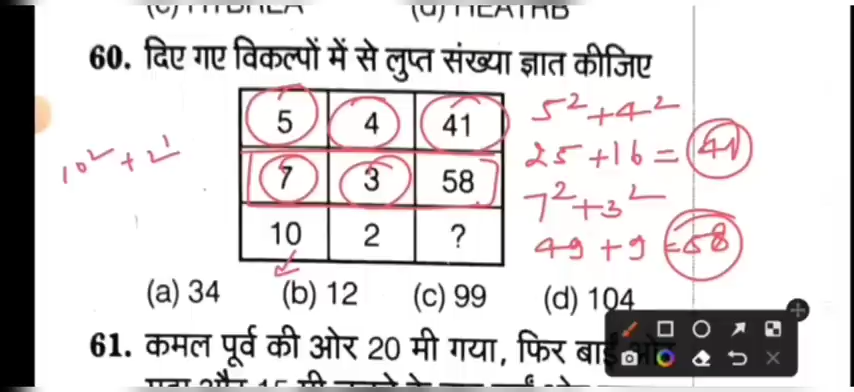 60. दिए गए विकल्पों में से लुप्त संख्या ज्ञात कीजिए
5 4 41
7 3 58
10 2 ?
5² + 4²
25 + 16 = 41
7² + 3²
49 + 9 = 58
10² + 2²
(a) 34 (b) 12 (c) 99 (d) 104
61. कमल पूर्व की ओर 20 मी गया, फिर बाईं ओर